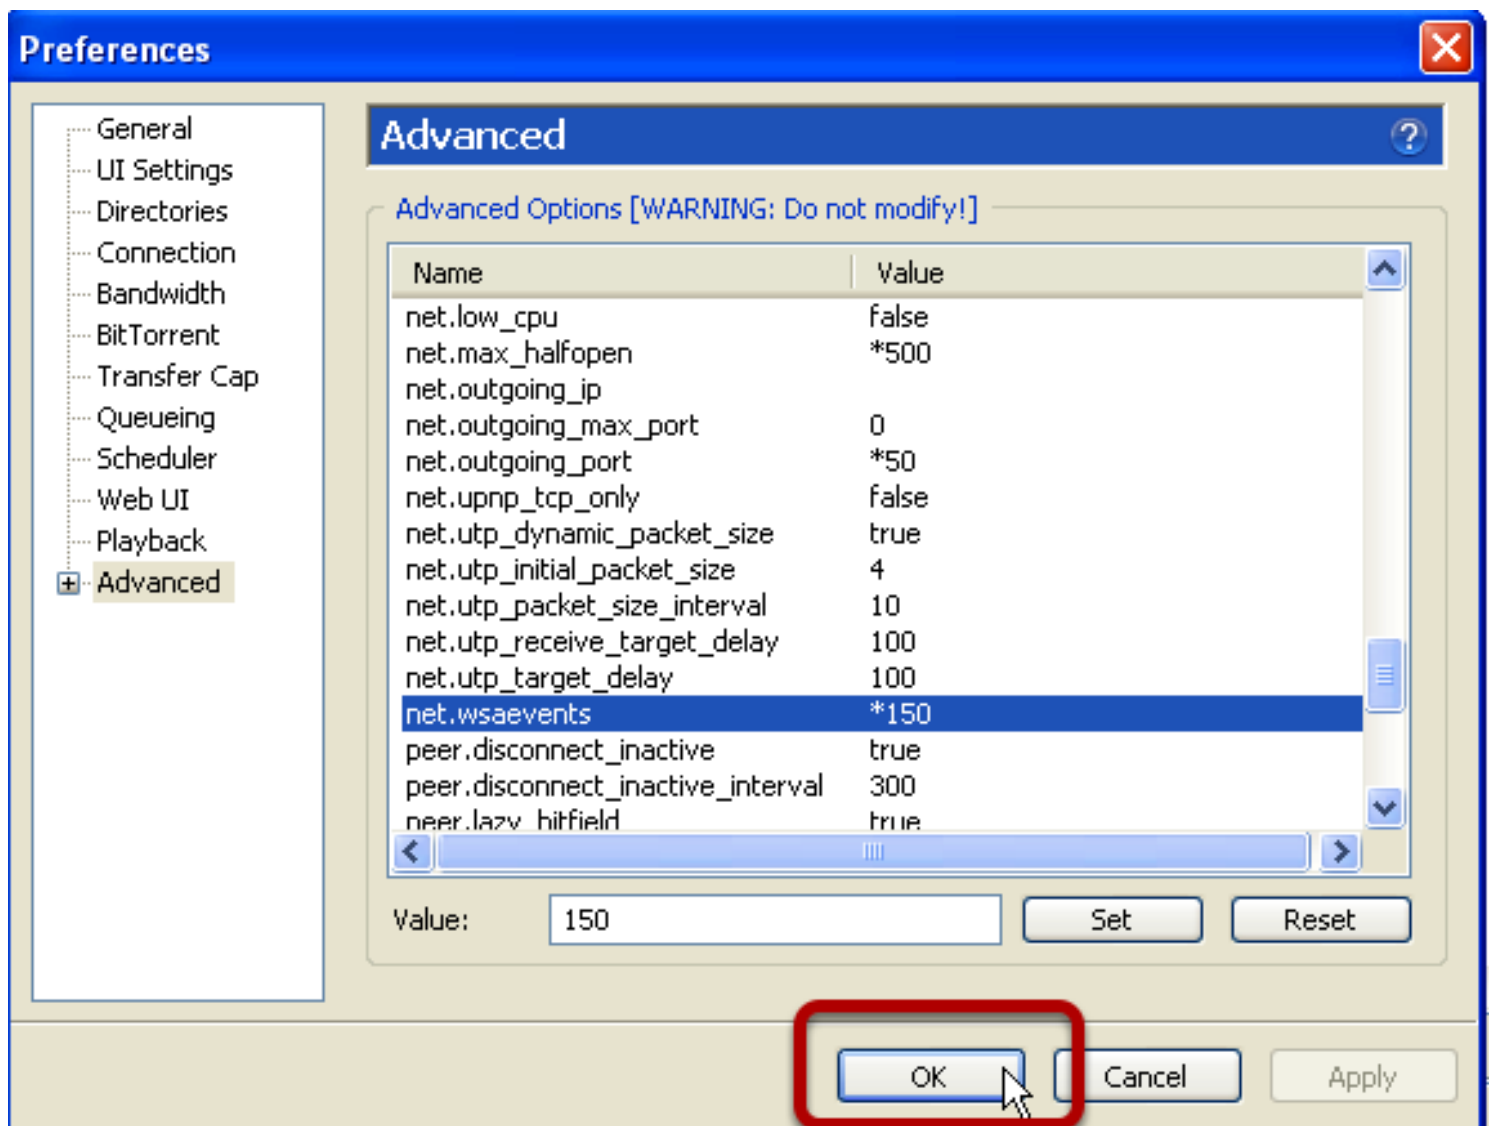 Preferences
General
UI Settings
Directories
Connection
Bandwidth
BitTorrent
Transfer Cap
Queueing
Scheduler
Web UI
Playback
Advanced
Advanced
Advanced Options [WARNING: Do not modify!]
Name Value
net.low_cpu false
net.max_halfopen *500
net.outgoing_ip
net.outgoing_max_port 0
net.outgoing_port *50
net.upnp_tcp_only false
net.utp_dynamic_packet_size true
net.utp_initial_packet_size 4
net.utp_packet_size_interval 10
net.utp_receive_target_delay 100
net.utp_target_delay 100
net.wsaevents *150
peer.disconnect_inactive true
peer.disconnect_inactive_interval 300
peer.lazy_bitfield true
Value: 150 Set Reset
OK Cancel Apply